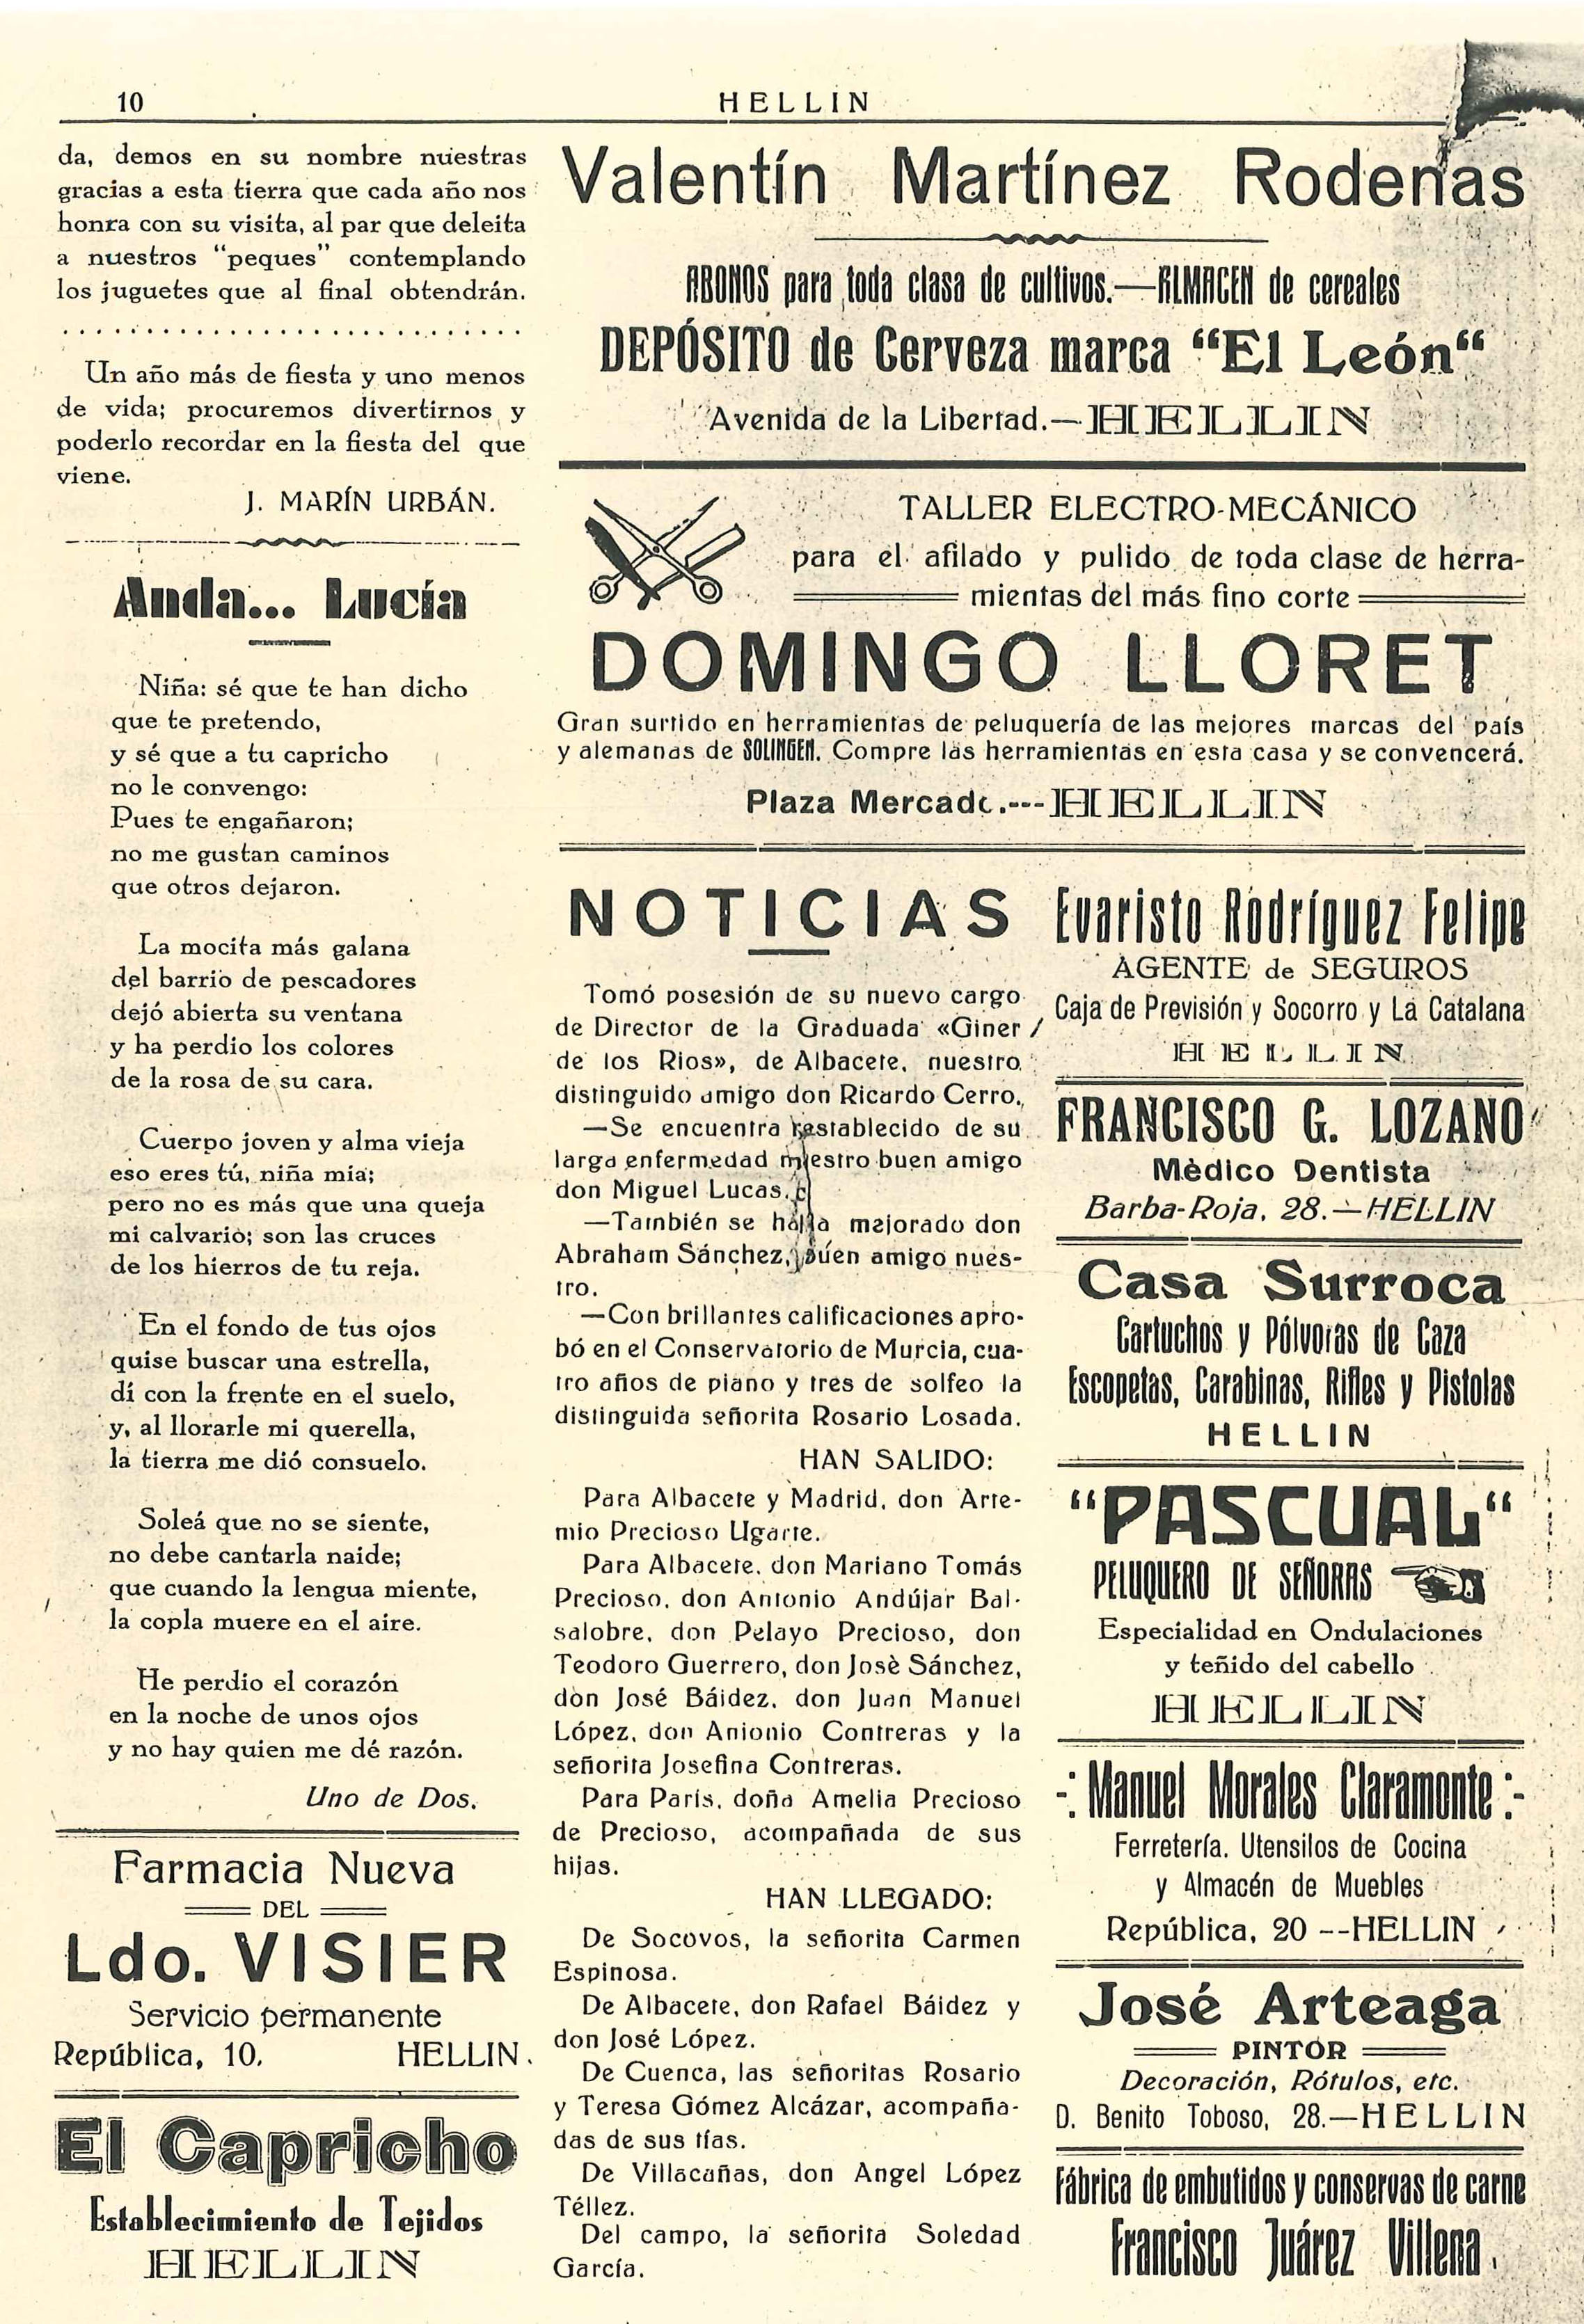 10
HELLIN
da, demos en su nombre nuestras
gracias a esta tierra que cada año nos
honra con su visita, al par que deleita
a nuestros "peques" contemplando
los juguetes que al final obtendrán.
. . . . . . . . . . . . . . . . . . . . . . . . . . .
Un año más de fiesta y uno menos
de vida; procuremos divertirnos y
poderlo recordar en la fiesta del que
viene.
J. MARÍN URBÁN.
Anda... Lucía
Niña: sé que te han dicho
que te pretendo,
y sé que a tu capricho
no le convengo:
Pues te engañaron;
no me gustan caminos
que otros dejaron.
La mocita más galana
del barrio de pescadores
dejó abierta su ventana
y ha perdio los colores
de la rosa de su cara.
Cuerpo joven y alma vieja
eso eres tú, niña mia;
pero no es más que una queja
mi calvario; son las cruces
de los hierros de tu reja.
En el fondo de tus ojos
quise buscar una estrella,
dí con la frente en el suelo,
y, al llorarle mi querella,
la tierra me dió consuelo.
Soleá que no se siente,
no debe cantarla naide;
que cuando la lengua miente,
la copla muere en el aire.
He perdio el corazón
en la noche de unos ojos
y no hay quien me dé razón.
Uno de Dos.
Farmacia Nueva
DEL
Ldo. VISIER
Servicio permanente
República, 10. HELLIN.
El Capricho
Establecimiento de Tejidos
HELLIN
Valentín Martínez Rodenas
ABONOS para toda clasa de cultivos.—ALMACEN de cereales
DEPÓSITO de Cerveza marca "El León"
Avenida de la Libertad.—HELLIN
TALLER ELECTRO-MECÁNICO
para el afilado y pulido de toda clase de herra-
mientas del más fino corte
DOMINGO LLORET
Gran surtido en herramientas de peluquería de las mejores marcas del país
y alemanas de SOLINGEN. Compre las herramientas en esta casa y se convencerá.
Plaza Mercado.---HELLIN
NOTICIAS
Tomó posesión de su nuevo cargo
de Director de la Graduada «Giner
de los Rios», de Albacete, nuestro
distinguido amigo don Ricardo Cerro.
—Se encuentra restablecido de su
larga enfermedad nuestro buen amigo
don Miguel Lucas.
—También se halla mejorado don
Abraham Sánchez, buen amigo nues-
tro.
—Con brillantes calificaciones apro-
bó en el Conservatorio de Murcia, cua-
tro años de piano y tres de solfeo la
distinguida señorita Rosario Losada.
HAN SALIDO:
Para Albacete y Madrid, don Arte-
mio Precioso Ugarte.
Para Albacete, don Mariano Tomás
Precioso, don Antonio Andújar Bal-
salobre, don Pelayo Precioso, don
Teodoro Guerrero, don Josè Sánchez,
don José Báidez, don Juan Manuel
López, don Antonio Contreras y la
señorita Josefina Contreras.
Para París, doña Amelia Precioso
de Precioso, acompañada de sus
hijas.
HAN LLEGADO:
De Socovos, la señorita Carmen
Espinosa.
De Albacete, don Rafael Báidez y
don José López.
De Cuenca, las señoritas Rosario
y Teresa Gómez Alcázar, acompaña-
das de sus tías.
De Villacañas, don Angel López
Téllez.
Del campo, la señorita Soledad
García.
Evaristo Rodríguez Felipe
AGENTE de SEGUROS
Caja de Previsión y Socorro y La Catalana
HELLIN
FRANCISCO G. LOZANO
Mèdico Dentista
Barba-Roja, 28.—HELLIN
Casa Surroca
Cartuchos y Pólvoras de Caza
Escopetas, Carabinas, Rifles y Pistolas
HELLIN
"PASCUAL"
PELUQUERO DE SEÑORAS
Especialidad en Ondulaciones
y teñido del cabello
HELLIN
-: Manuel Morales Claramonte :-
Ferretería. Utensilos de Cocina
y Almacén de Muebles
República, 20 --HELLIN
José Arteaga
PINTOR
Decoración, Rótulos, etc.
D. Benito Toboso, 28.—HELLIN
Fábrica de embutidos y conservas de carne
Francisco Juárez Villena.